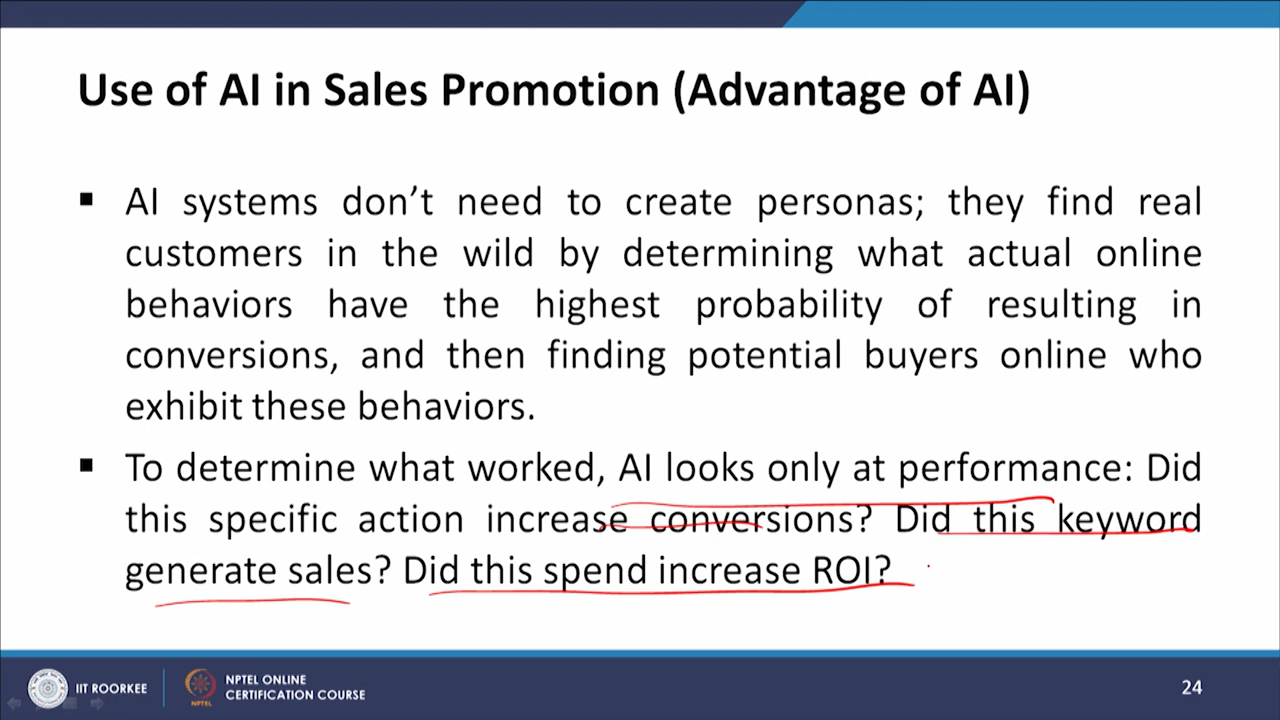 Use of AI in Sales Promotion (Advantage of AI)
▪ AI systems don't need to create personas; they find real
customers in the wild by determining what actual online
behaviors have the highest probability of resulting in
conversions, and then finding potential buyers online who
exhibit these behaviors.
▪ To determine what worked, AI looks only at performance: Did
this specific action increase conversions? Did this keyword
generate sales? Did this spend increase ROI?
IIT ROORKEE
NPTEL ONLINE
CERTIFICATION COURSE
NPTEL
24